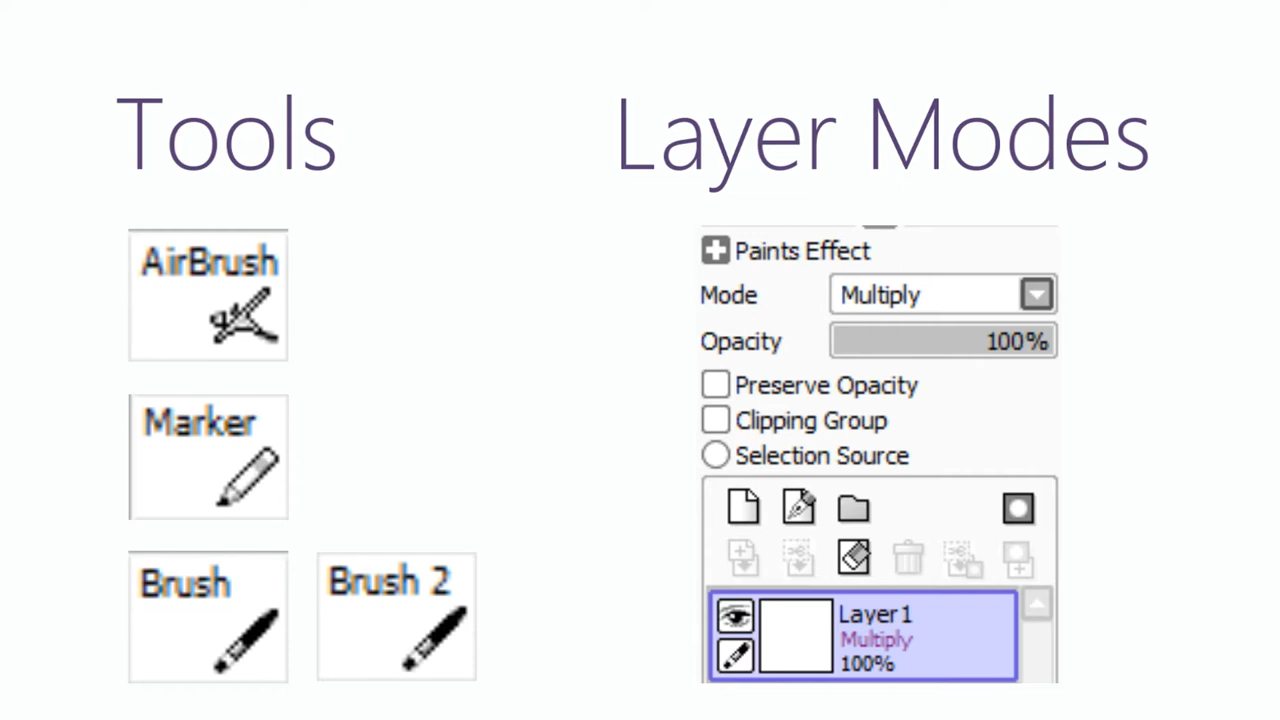 Tools
Layer Modes
AirBrush
Marker
Brush
Brush 2
Paints Effect
Mode
Multiply
Opacity
100%
Preserve Opacity
Clipping Group
Selection Source
Layer1
Multiply
100%